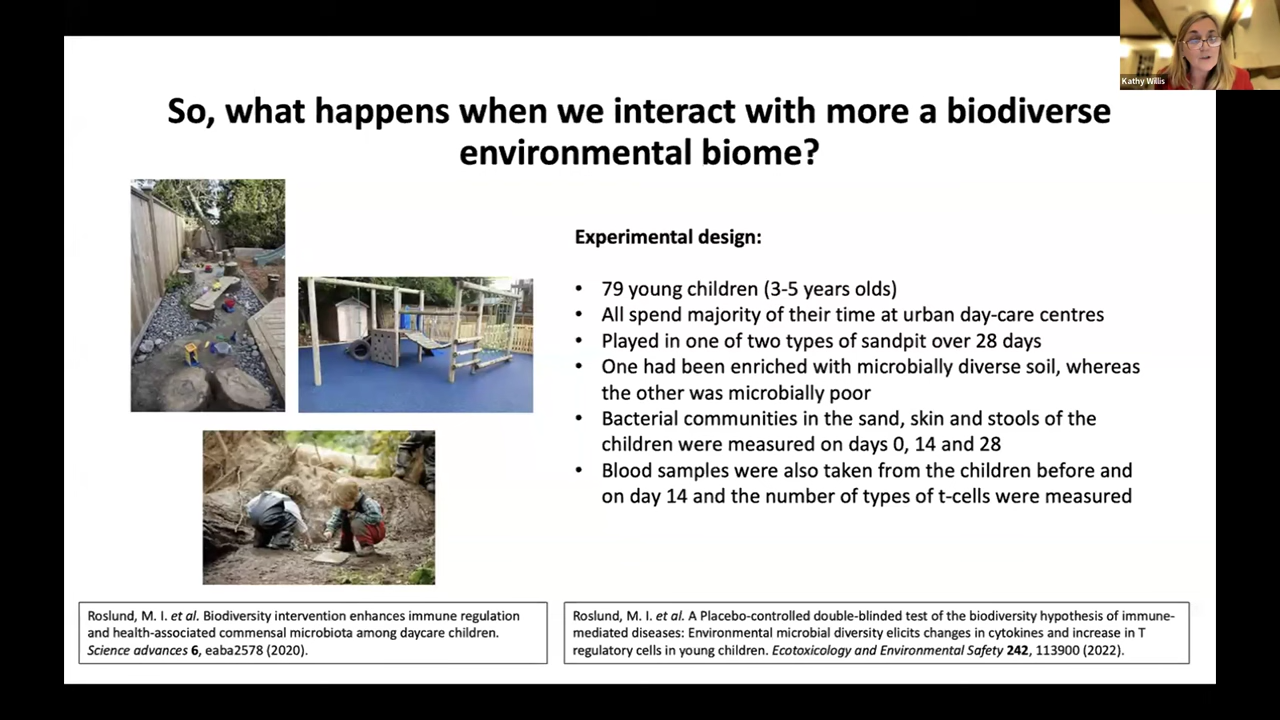 Kathy Willis
So, what happens when we interact with more a biodiverse
environmental biome?
Experimental design:
• 79 young children (3-5 years olds)
• All spend majority of their time at urban day-care centres
• Played in one of two types of sandpit over 28 days
• One had been enriched with microbially diverse soil, whereas
the other was microbially poor
• Bacterial communities in the sand, skin and stools of the
children were measured on days 0, 14 and 28
• Blood samples were also taken from the children before and
on day 14 and the number of types of t-cells were measured
Roslund, M. I. et al. Biodiversity intervention enhances immune regulation
and health-associated commensal microbiota among daycare children.
Science advances 6, eaba2578 (2020).
Roslund, M. I. et al. A Placebo-controlled double-blinded test of the biodiversity hypothesis of immune-
mediated diseases: Environmental microbial diversity elicits changes in cytokines and increase in T
regulatory cells in young children. Ecotoxicology and Environmental Safety 242, 113900 (2022).